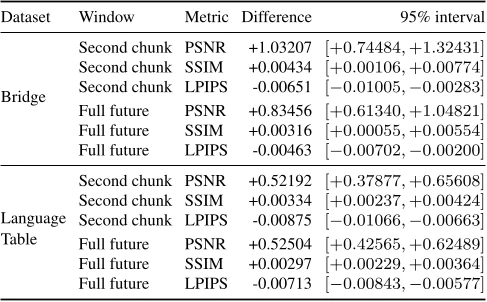 Dataset Window Metric Difference 95% interval
Second chunk PSNR +1.03207 [+0.74484, +1.32431]
Second chunk SSIM +0.00434 [+0.00106, +0.00774]
Second chunk LPIPS -0.00651 [−0.01005, −0.00283]
Bridge
Full future PSNR +0.83456 [+0.61340, +1.04821]
Full future SSIM +0.00316 [+0.00055, +0.00554]
Full future LPIPS -0.00463 [−0.00702, −0.00200]
Second chunk PSNR +0.52192 [+0.37877, +0.65608]
Second chunk SSIM +0.00334 [+0.00237, +0.00424]
Language Second chunk LPIPS -0.00875 [−0.01066, −0.00663]
Table
Full future PSNR +0.52504 [+0.42565, +0.62489]
Full future SSIM +0.00297 [+0.00229, +0.00364]
Full future LPIPS -0.00713 [−0.00843, −0.00577]